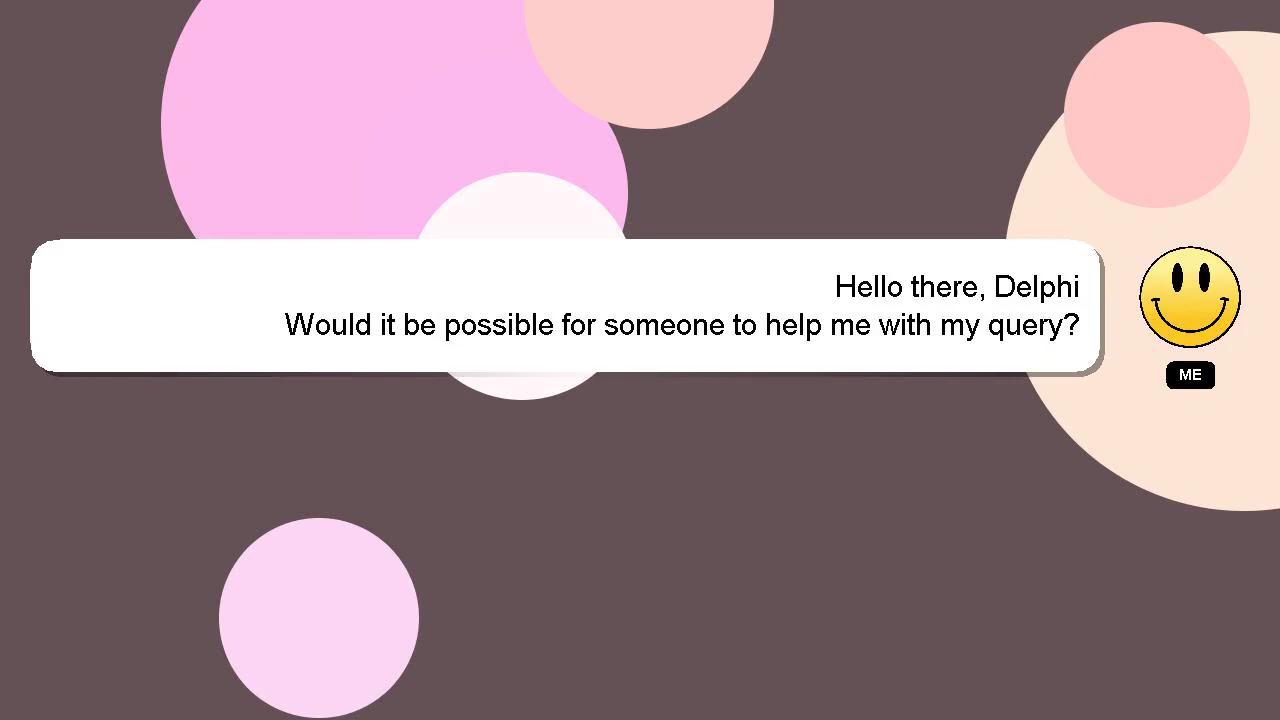 Hello there, Delphi
Would it be possible for someone to help me with my query?
ME